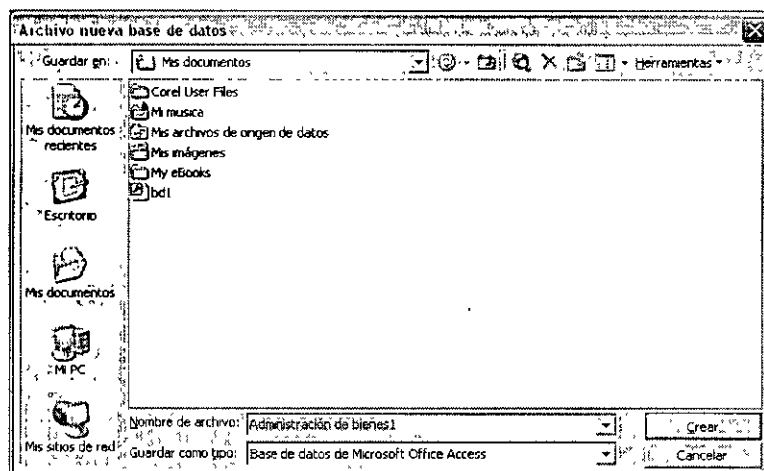 Archivo nueva base de datos
Guardar en:
Mis documentos
Herramientas
Mis documentos
recientes
Escritorio
Mis documentos
Mi PC
Mis sitios de red
Corel User Files
Mi musica
Mis archivos de origen de datos
Mis imágenes
My eBooks
bd1
Nombre de archivo:
Administración de bienes1
Crear
Guardar como tipo:
Base de datos de Microsoft Office Access
Cancelar